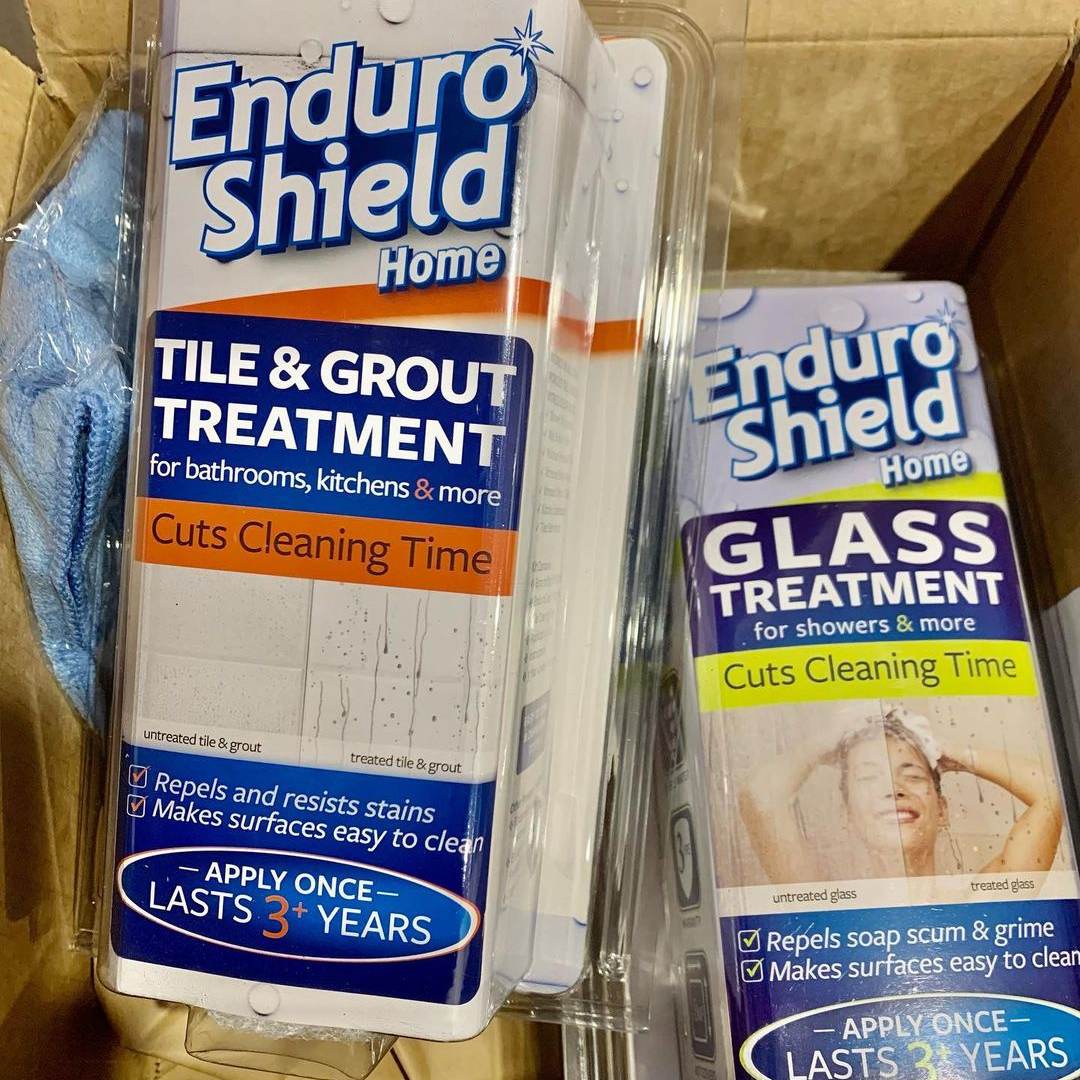 Enduro
Shield
Home
TILE & GROUT
TREATMENT
for bathrooms, kitchens & more
Cuts Cleaning Time
untreated tile & grout
treated tile & grout
Repels and resists stains
Makes surfaces easy to clean
APPLY ONCE
LASTS 3+ YEARS
Enduro
Shield
Home
GLASS
TREATMENT
for showers & more
Cuts Cleaning Time
untreated glass
treated glass
Repels soap scum & grime
Makes surfaces easy to clean
APPLY ONCE
LASTS 3+ YEARS